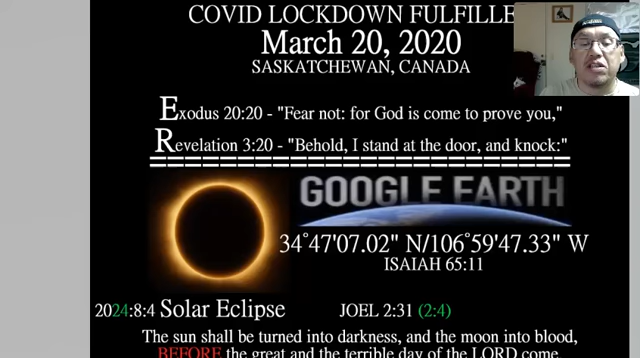 COVID LOCKDOWN FULFILLE
March 20, 2020
SASKATCHEWAN, CANADA
Exodus 20:20 - "Fear not: for God is come to prove you,"
Revelation 3:20 - "Behold, I stand at the door, and knock:"
GOOGLE EARTH
34°47'07.02" N/106°59'47.33" W
ISAIAH 65:11
2024:8:4 Solar Eclipse JOEL 2:31 (2:4)
The sun shall be turned into darkness, and the moon into blood,
BEFORE the great and the terrible day of the LORD come